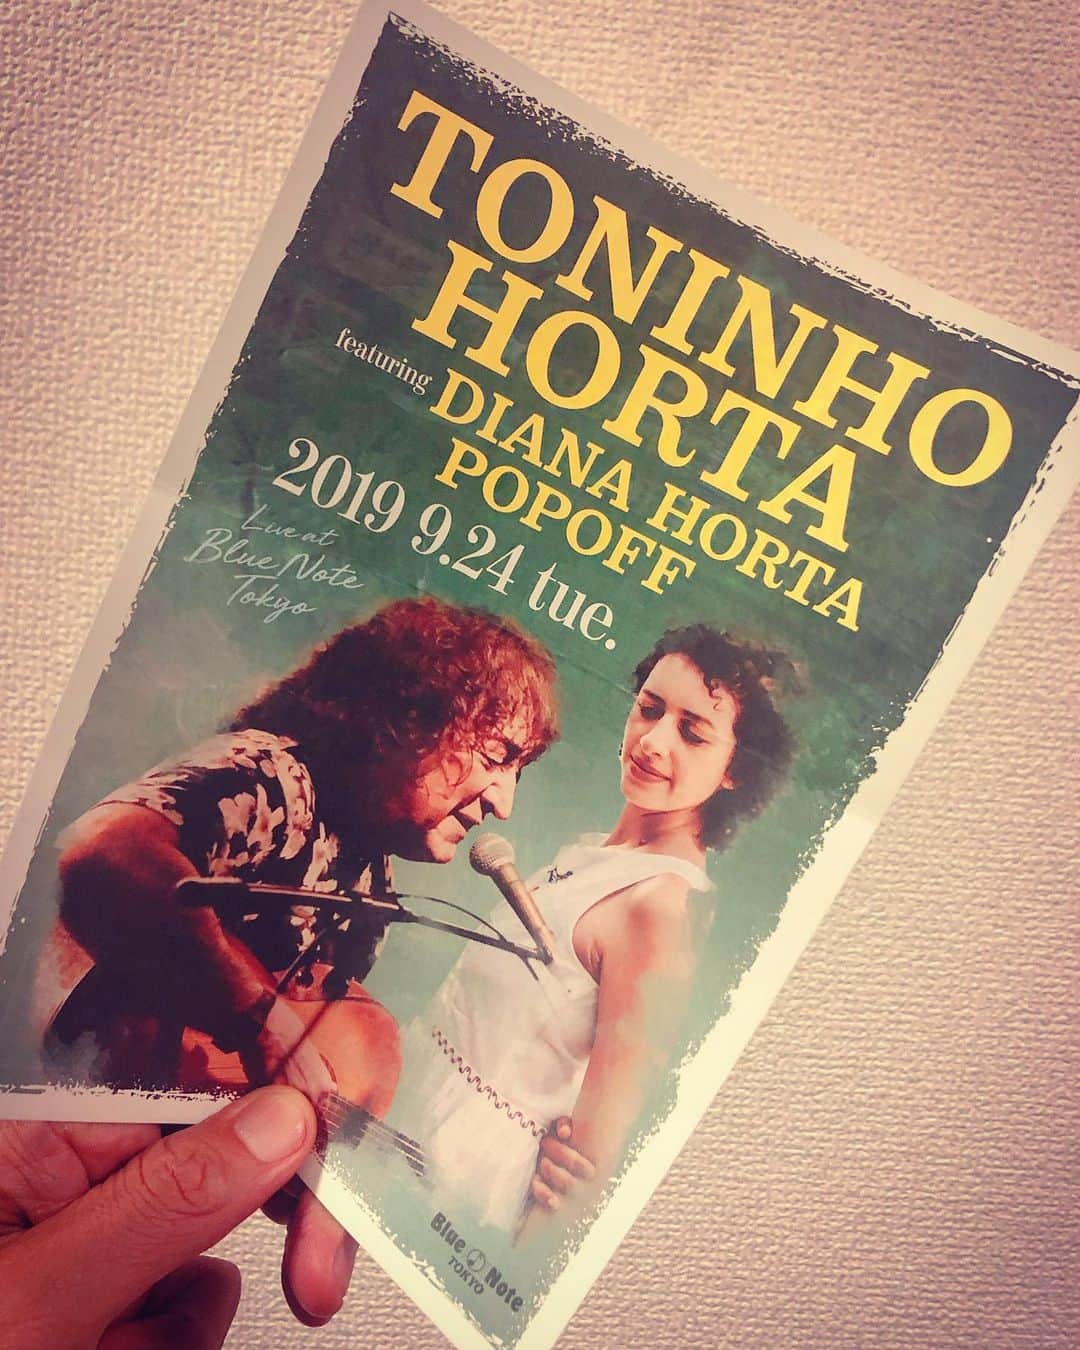 TONINHO
HORTA
featuring DIANA HORTA
POPOFF
2019 9.24 tue.
Live at
Blue Note
Tokyo
Blue Note
TOKYO